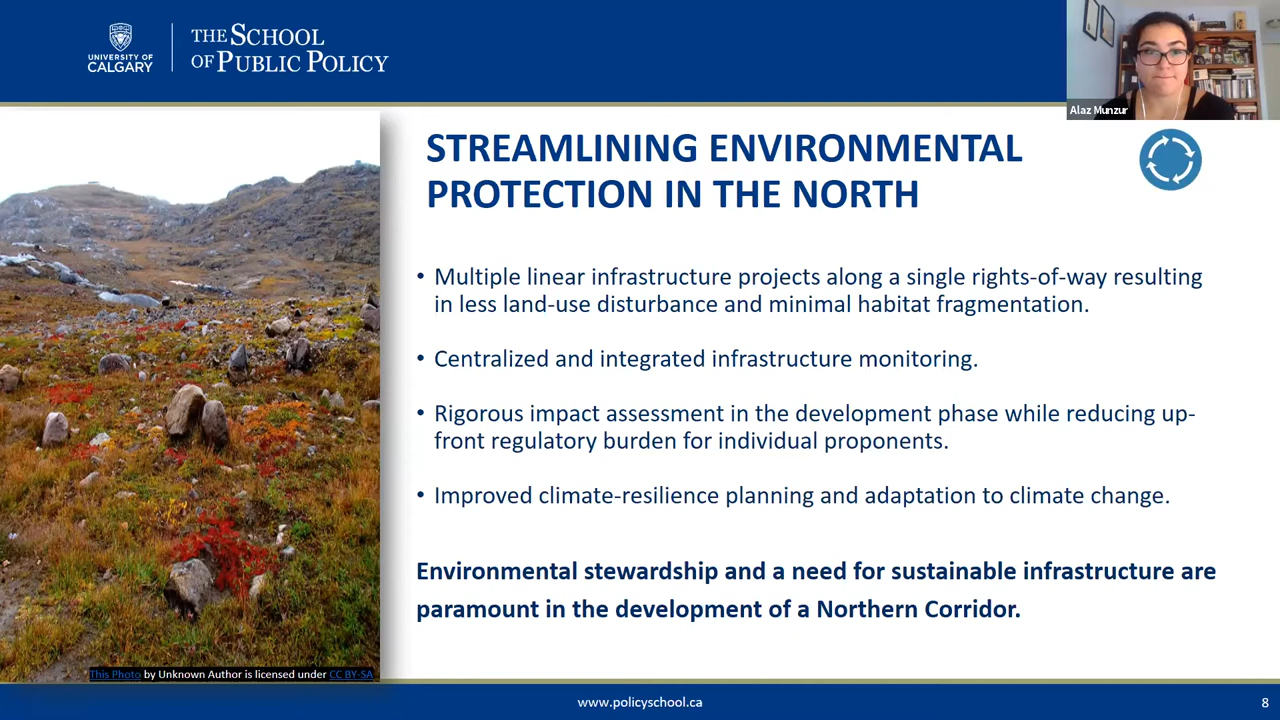 UNIVERSITY OF
CALGARY
THE SCHOOL
OF PUBLIC POLICY
Alaz Munzur
STREAMLINING ENVIRONMENTAL
PROTECTION IN THE NORTH
• Multiple linear infrastructure projects along a single rights-of-way resulting
in less land-use disturbance and minimal habitat fragmentation.
• Centralized and integrated infrastructure monitoring.
• Rigorous impact assessment in the development phase while reducing up-
front regulatory burden for individual proponents.
• Improved climate-resilience planning and adaptation to climate change.
Environmental stewardship and a need for sustainable infrastructure are
paramount in the development of a Northern Corridor.
This Photo by Unknown Author is licensed under CC BY-SA
www.policyschool.ca
8